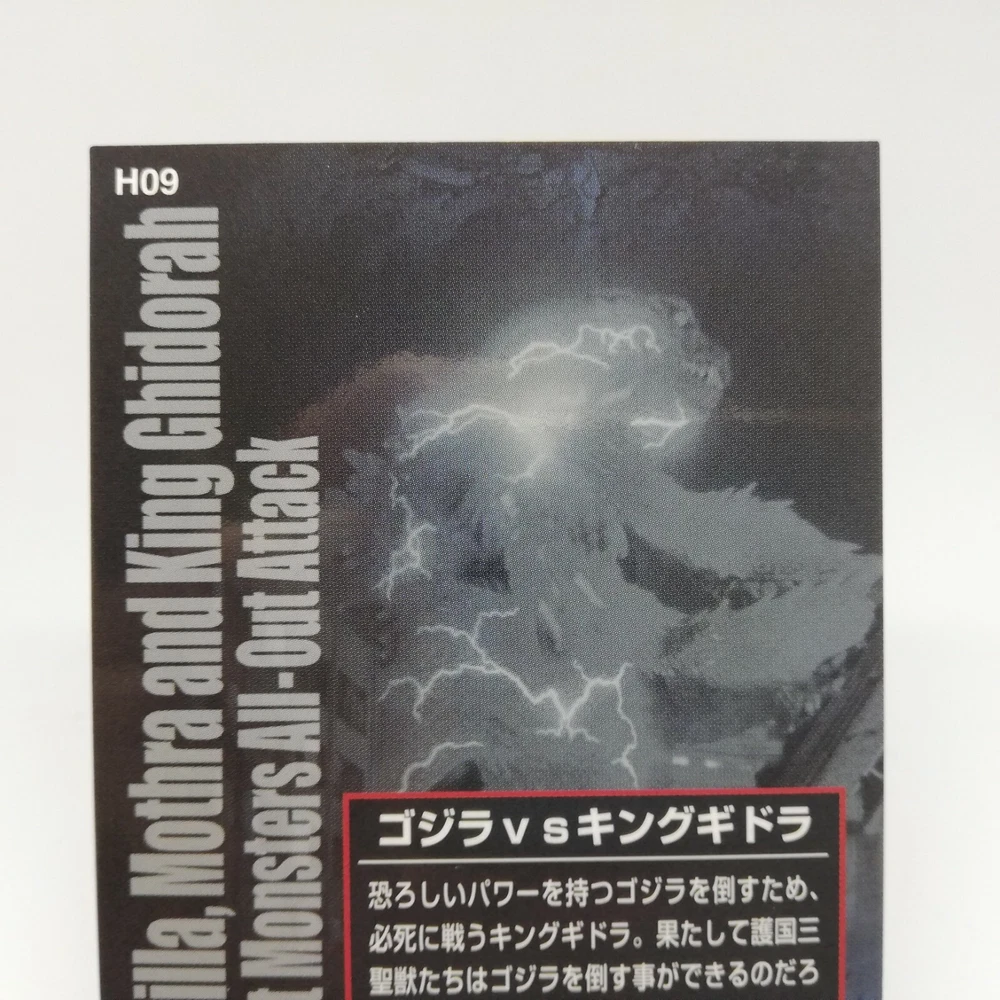 H09
illa, Mothra and King Ghidorah
t Monsters All-Out Attack
ゴジラｖｓキングギドラ
恐ろしいパワーを持つゴジラを倒すため、
必死に戦うキングギドラ。果たして護国三
聖獣たちはゴジラを倒す事ができるのだろ